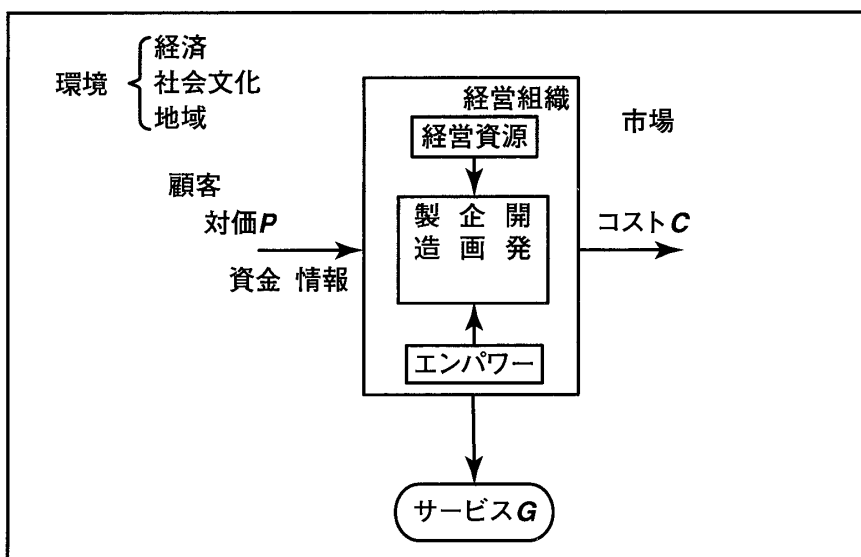 経済
環境 社会文化
地域
経営組織
市場
経営資源
顧客
対価P
製 企 開
造 画 発
コストC
資金 情報
エンパワー
サービスG